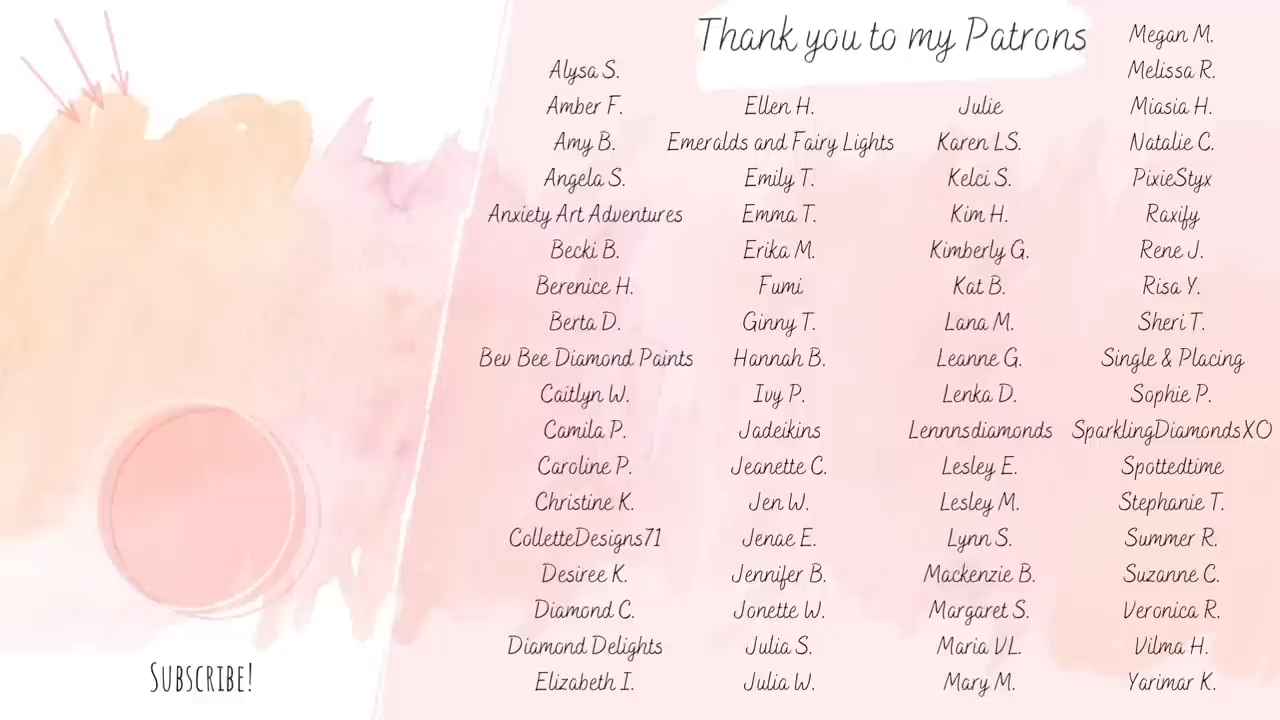 Thank you to my Patrons
Alysa S.
Amber F.
Amy B.
Angela S.
Anxiety Art Adventures
Becki B.
Berenice H.
Berta D.
Bev Bee Diamond Paints
Caitlyn W.
Camila P.
Caroline P.
Christine K.
ColletteDesigns71
Desiree K.
Diamond C.
Diamond Delights
Elizabeth I.
Ellen H.
Emeralds and Fairy Lights
Emily T.
Emma T.
Erika M.
Fumi
Ginny T.
Hannah B.
Ivy P.
Jadeikins
Jeanette C.
Jen W.
Jenae E.
Jennifer B.
Jonette W.
Julia S.
Julia W.
Julie
Karen LS.
Kelci S.
Kim H.
Kimberly G.
Kat B.
Lana M.
Leanne G.
Lenka D.
Lennnsdiamonds
Lesley E.
Lesley M.
Lynn S.
Mackenzie B.
Margaret S.
Maria VL.
Mary M.
Megan M.
Melissa R.
Miasia H.
Natalie C.
PixieStyx
Raxify
Rene J.
Risa Y.
Sheri T.
Single & Placing
Sophie P.
SparklingDiamondsXO
Spottedtime
Stephanie T.
Summer R.
Suzanne C.
Veronica R.
Vilma H.
Yarimar K.
Subscribe!